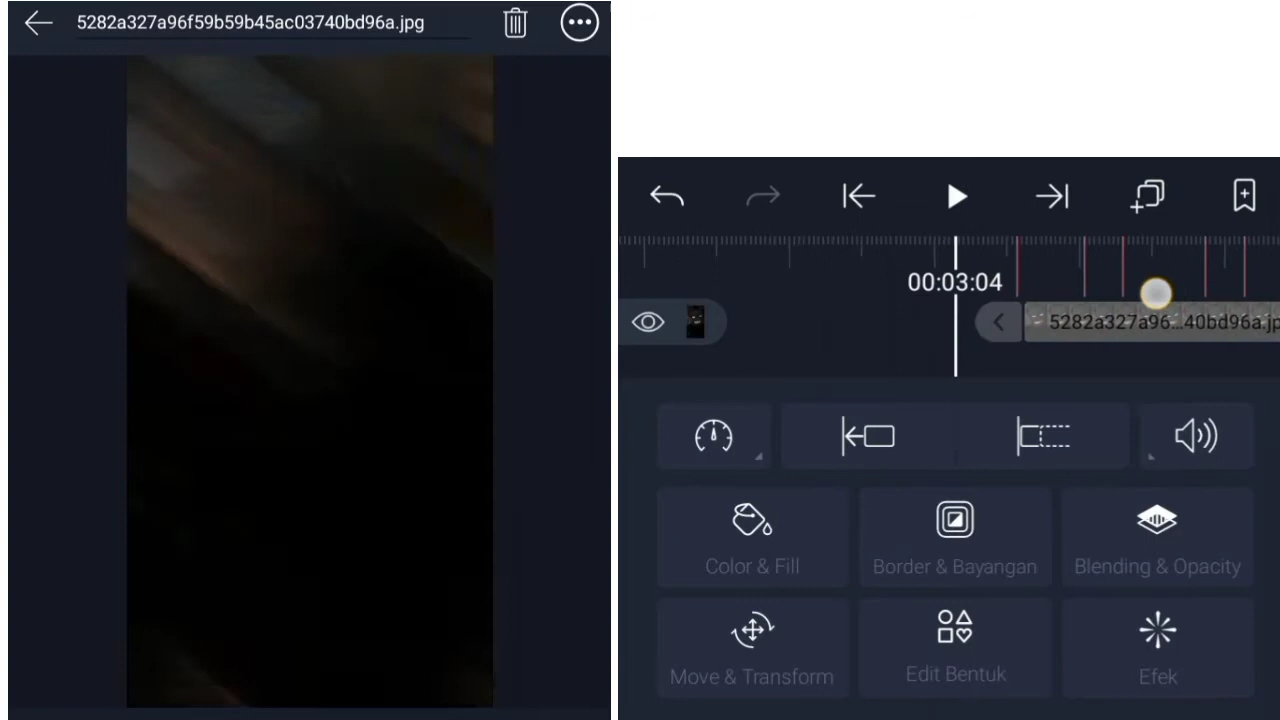 5282a327a96f59b59b45ac03740bd96a.jpg
00:03:04
5282a327a96...40bd96a.jp
Color & Fill
Border & Bayangan
Blending & Opacity
Move & Transform
Edit Bentuk
Efek